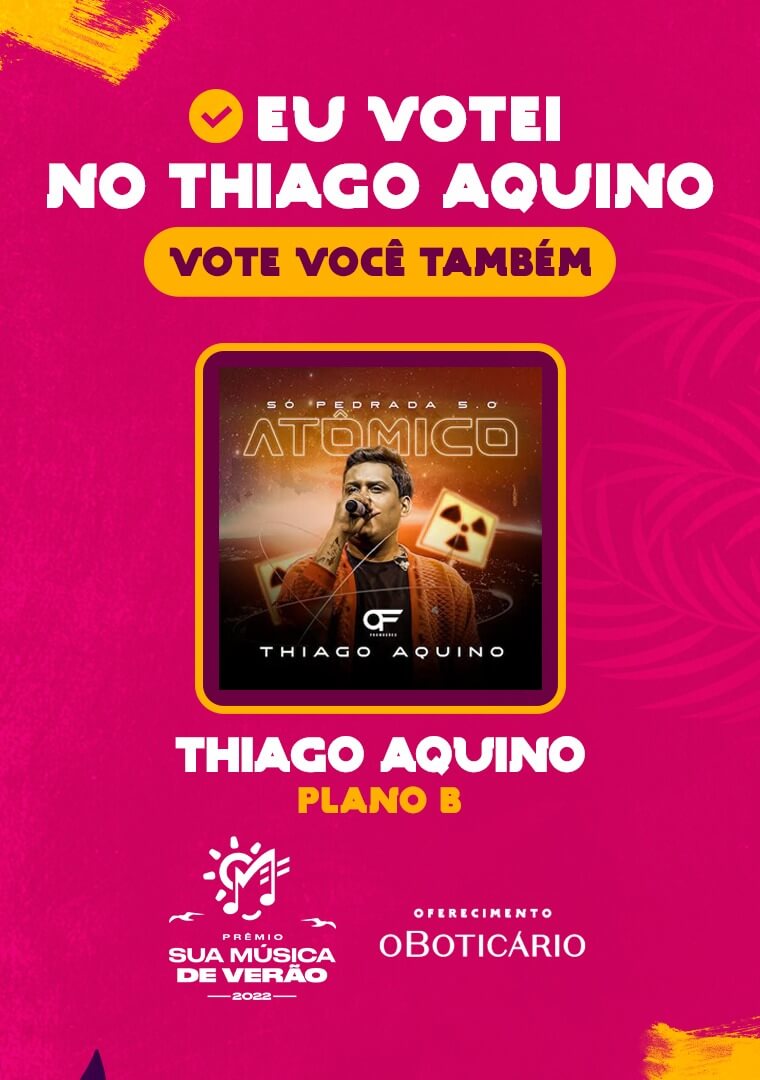 EU VOTEI
NO THIAGO AQUINO
VOTE VOCÊ TAMBÉM
SÓ PEDRADA 5.0
ATÔMICO
THIAGO AQUINO
THIAGO AQUINO
PLANO B
PRÊMIO
SUA MÚSICA
DE VERÃO
2022
OFERECIMENTO
OBOTICÁRIO